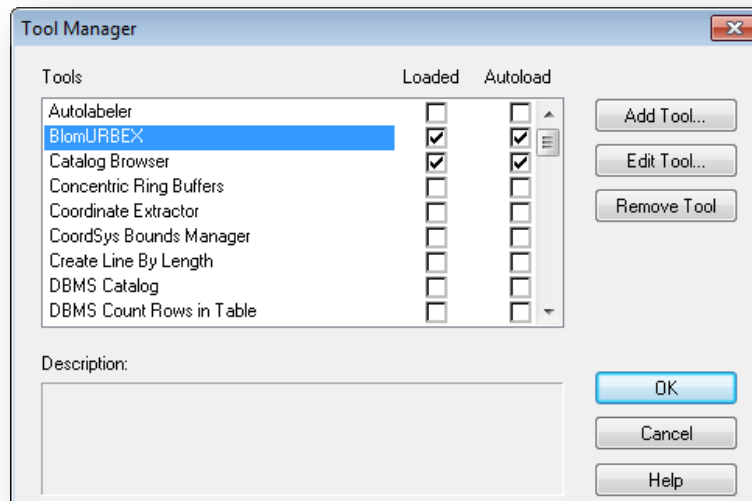 Tool Manager
Tools Loaded Autoload
Autolabeler
BlomURBEX
Catalog Browser
Concentric Ring Buffers
Coordinate Extractor
CoordSys Bounds Manager
Create Line By Length
DBMS Catalog
DBMS Count Rows in Table
Add Tool...
Edit Tool...
Remove Tool
Description:
OK
Cancel
Help